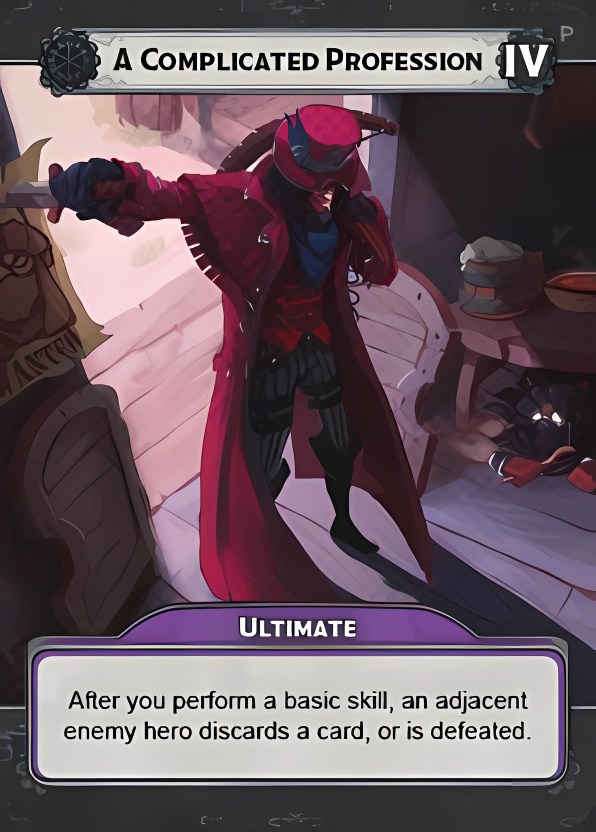 P
A Complicated Profession
IV
Ultimate
After you perform a basic skill, an adjacent
enemy hero discards a card, or is defeated.